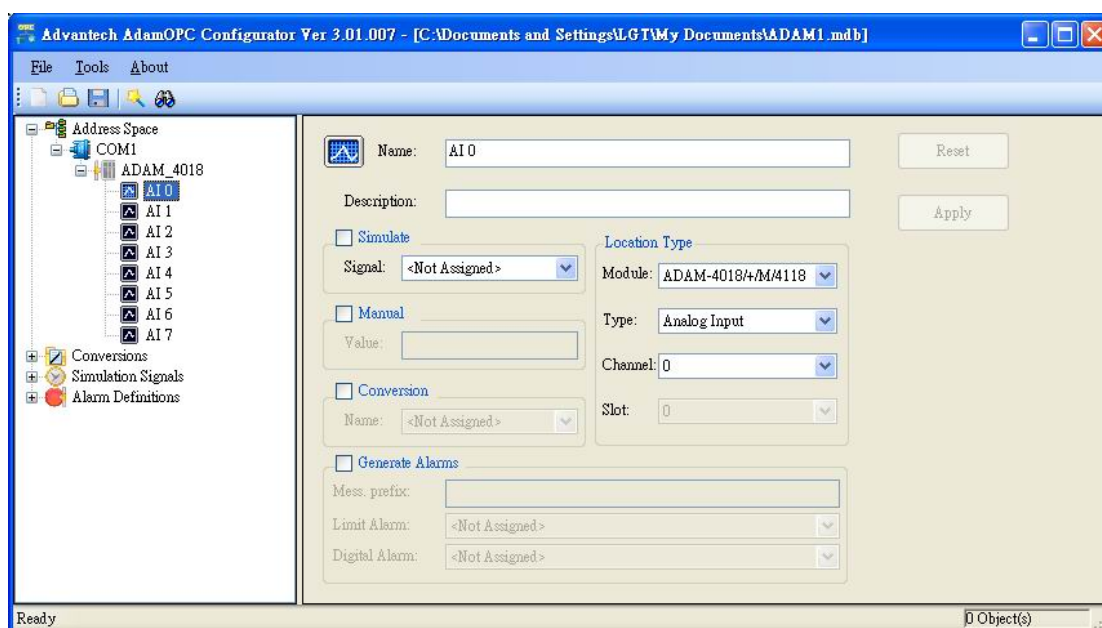 Advantech AdamOPC Configurator Ver 3.01.007 - [C:\Documents and Settings\LGT\My Documents\ADAM1.mdb]
File Tools About
Address Space
COM1
ADAM_4018
AI 0
AI 1
AI 2
AI 3
AI 4
AI 5
AI 6
AI 7
Conversions
Simulation Signals
Alarm Definitions
Name: AI 0
Reset
Description:
Apply
Simulate
Signal: <Not Assigned>
Manual
Value:
Conversion
Name: <Not Assigned>
Location Type
Module: ADAM-4018/+/M/4118
Type: Analog Input
Channel: 0
Slot: 0
Generate Alarms
Mess. prefix:
Limit Alarm: <Not Assigned>
Digital Alarm: <Not Assigned>
Ready
0 Object(s)